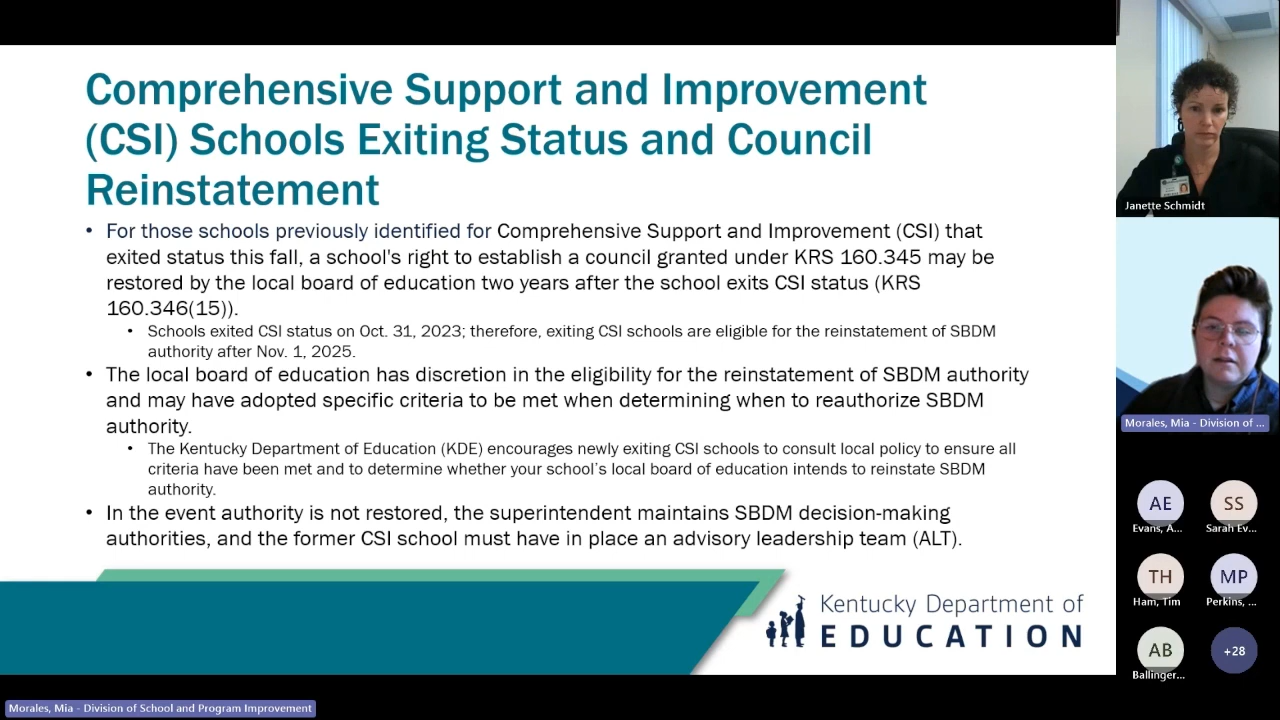 Comprehensive Support and Improvement
(CSI) Schools Exiting Status and Council
Reinstatement
• For those schools previously identified for Comprehensive Support and Improvement (CSI) that
exited status this fall, a school's right to establish a council granted under KRS 160.345 may be
restored by the local board of education two years after the school exits CSI status (KRS
160.346(15)).
• Schools exited CSI status on Oct. 31, 2023; therefore, exiting CSI schools are eligible for the reinstatement of SBDM
authority after Nov. 1, 2025.
• The local board of education has discretion in the eligibility for the reinstatement of SBDM authority
and may have adopted specific criteria to be met when determining when to reauthorize SBDM
authority.
• The Kentucky Department of Education (KDE) encourages newly exiting CSI schools to consult local policy to ensure all
criteria have been met and to determine whether your school's local board of education intends to reinstate SBDM
authority.
• In the event authority is not restored, the superintendent maintains SBDM decision-making
authorities, and the former CSI school must have in place an advisory leadership team (ALT).
Kentucky Department of
EDUCATION
Janette Schmidt
Morales, Mia - Division of ...
AE
Evans, A...
SS
Sarah Ev...
TH
Ham, Tim
MP
Perkins, ...
AB
Ballinger...
+28
Morales, Mia - Division of School and Program Improvement